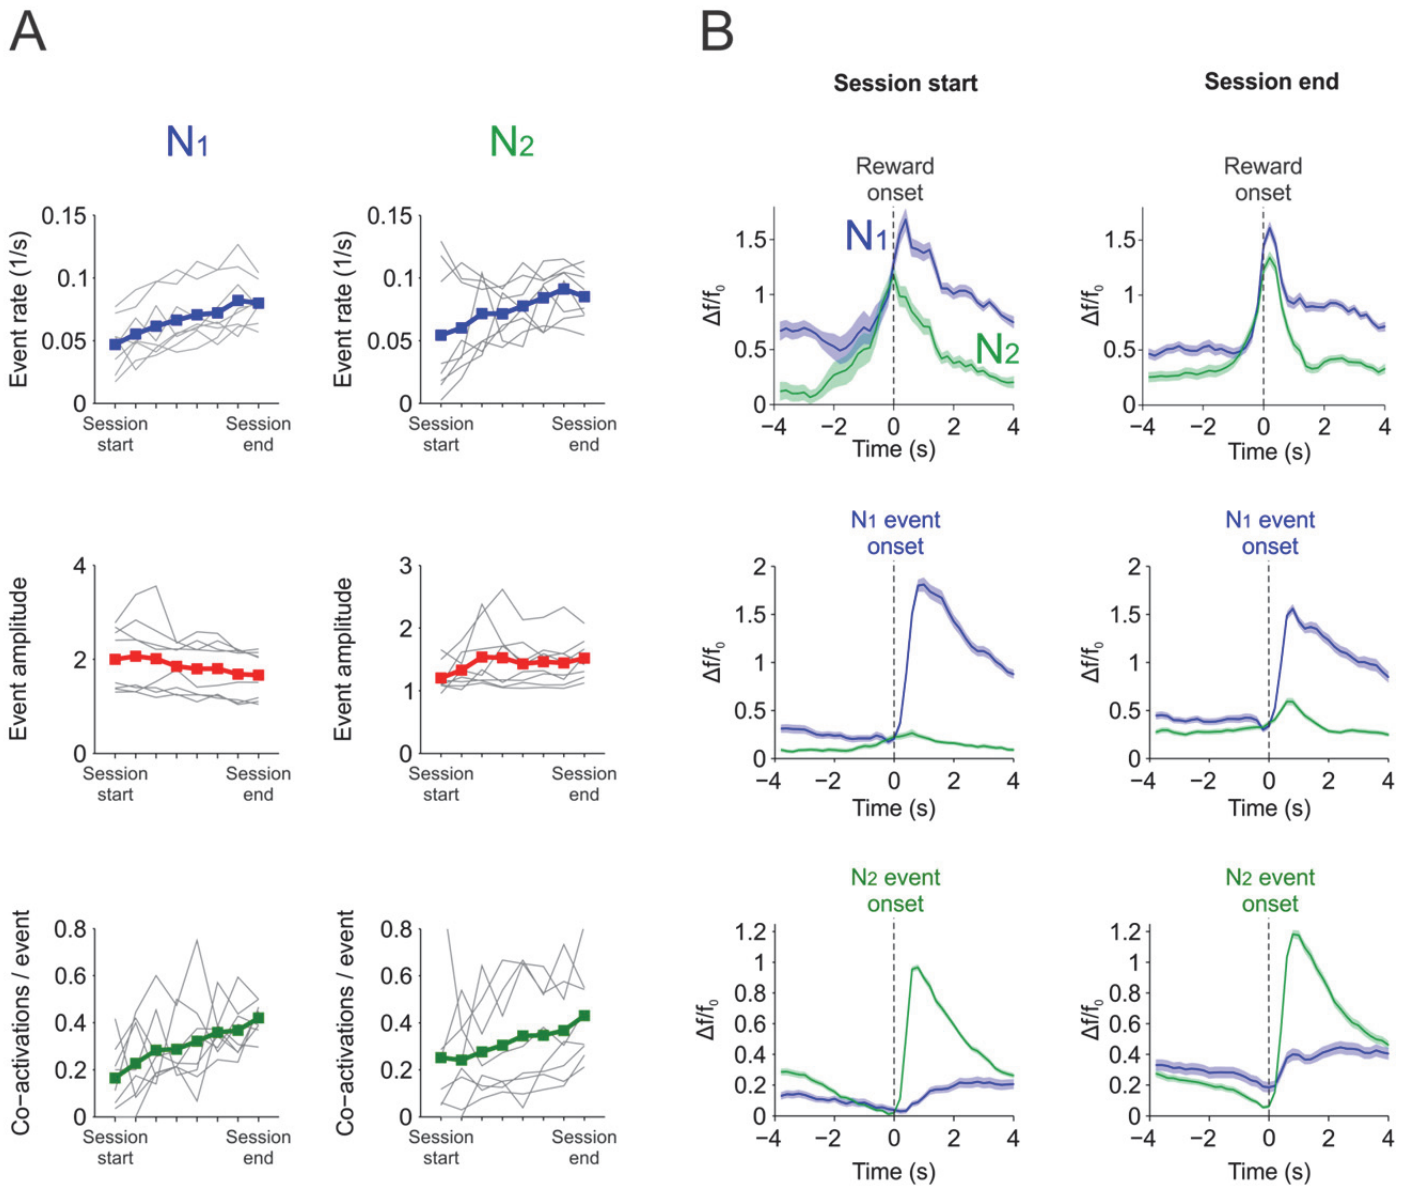 A
B
Session start
Session end
N1
N2
Reward
onset
Reward
onset
Event rate (1/s)
0.15
0.1
0.05
0
Session
start
Session
end
Event rate (1/s)
0.15
0.1
0.05
0
Session
start
Session
end
Δf/f0
1.5
1
0.5
0
N1
N2
−4 −2 0 2 4
Time (s)
Δf/f0
1.5
1
0.5
0
−4 −2 0 2 4
Time (s)
Event amplitude
4
2
0
Session
start
Session
end
Event amplitude
3
2
1
0
Session
start
Session
end
N1 event
onset
Δf/f0
2
1.5
1
0.5
0
−4 −2 0 2 4
Time (s)
N1 event
onset
Δf/f0
2
1.5
1
0.5
0
−4 −2 0 2 4
Time (s)
Co−activations / event
0.8
0.6
0.4
0.2
0
Session
start
Session
end
Co−activations / event
0.8
0.6
0.4
0.2
0
Session
start
Session
end
N2 event
onset
Δf/f0
1.2
1
0.8
0.6
0.4
0.2
0
−4 −2 0 2 4
Time (s)
N2 event
onset
Δf/f0
1.2
1
0.8
0.6
0.4
0.2
0
−4 −2 0 2 4
Time (s)